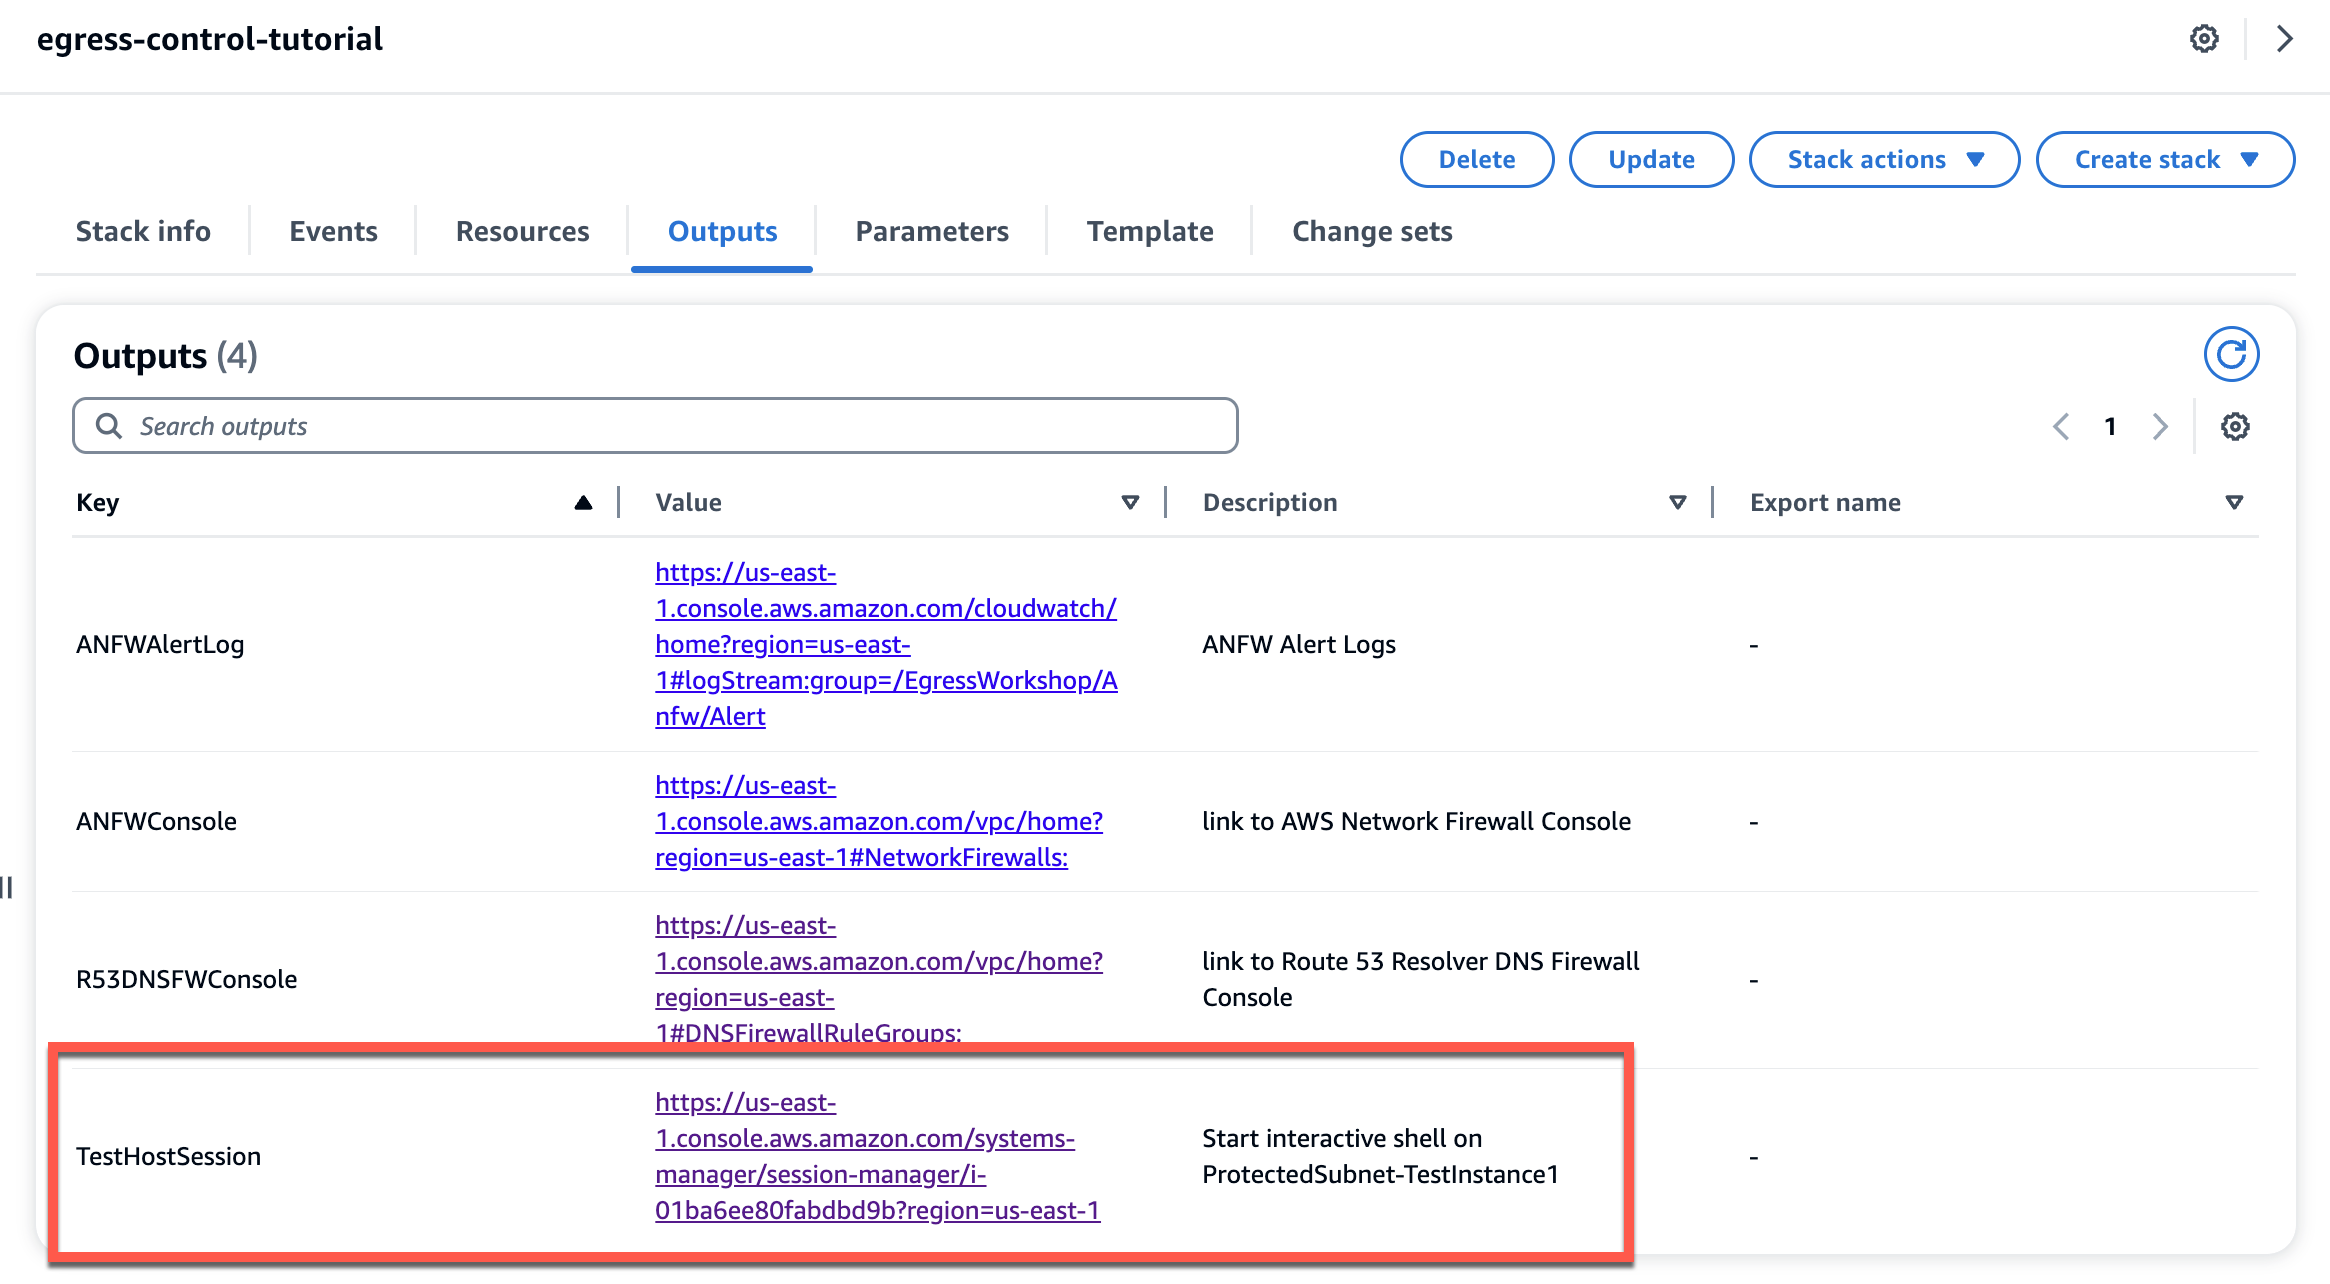 egress-control-tutorial
Delete
Update
Stack actions
Create stack
Stack info
Events
Resources
Outputs
Parameters
Template
Change sets
Outputs (4)
Search outputs
1
Key
Value
Description
Export name
ANFWAlertLog
https://us-east-
1.console.aws.amazon.com/cloudwatch/
home?region=us-east-
1#logStream:group=/EgressWorkshop/A
nfw/Alert
ANFW Alert Logs
-
ANFWConsole
https://us-east-
1.console.aws.amazon.com/vpc/home?
region=us-east-1#NetworkFirewalls:
link to AWS Network Firewall Console
-
R53DNSFWConsole
https://us-east-
1.console.aws.amazon.com/vpc/home?
region=us-east-
1#DNSFirewallRuleGroups:
link to Route 53 Resolver DNS Firewall
Console
-
TestHostSession
https://us-east-
1.console.aws.amazon.com/systems-
manager/session-manager/i-
01ba6ee80fabdbd9b?region=us-east-1
Start interactive shell on
ProtectedSubnet-TestInstance1
-